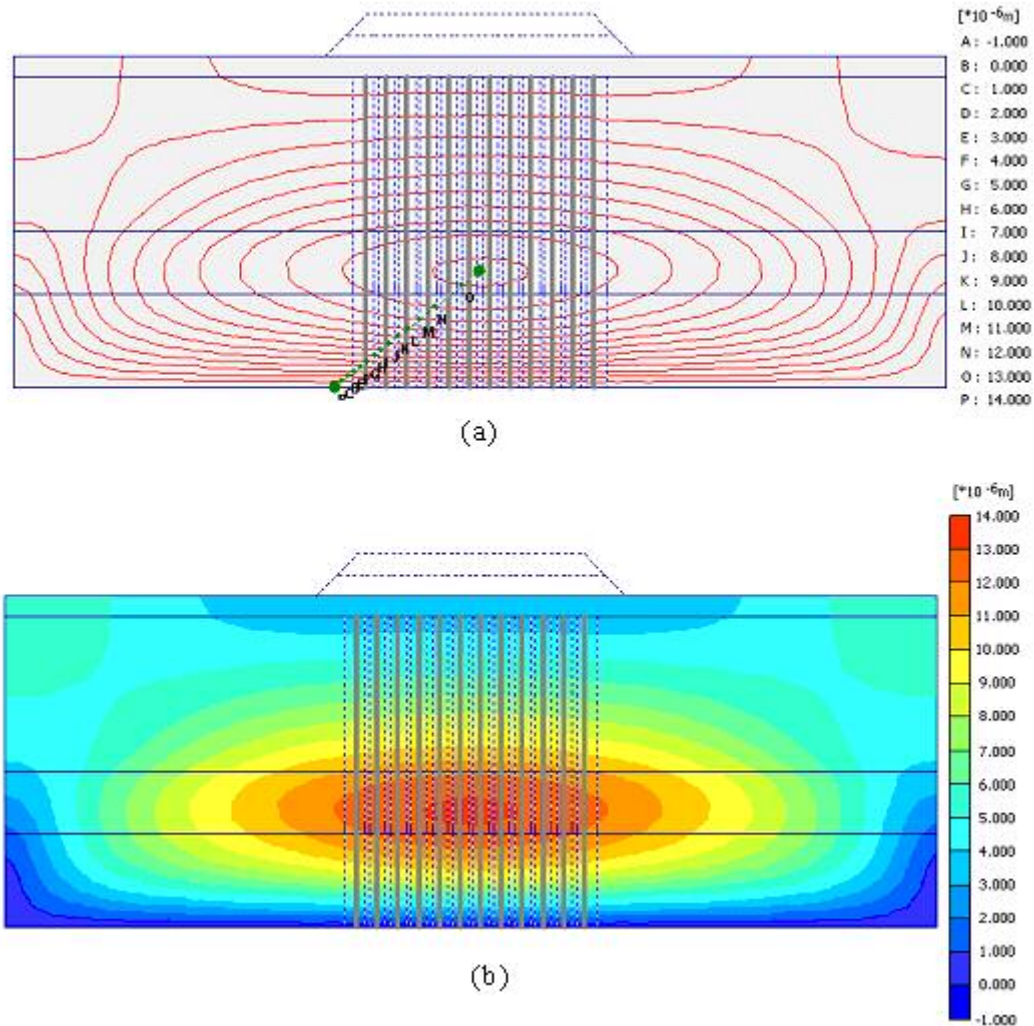 [*10 -6m]
A : -1.000
B : 0.000
C : 1.000
D : 2.000
E : 3.000
F : 4.000
G : 5.000
H : 6.000
I : 7.000
J : 8.000
K : 9.000
L : 10.000
M : 11.000
N : 12.000
O : 13.000
P : 14.000
O
N
M
L
K
J
(a)
[*10 -6m]
14.000
13.000
12.000
11.000
10.000
9.000
8.000
7.000
6.000
5.000
4.000
3.000
2.000
1.000
0.000
-1.000
(b)